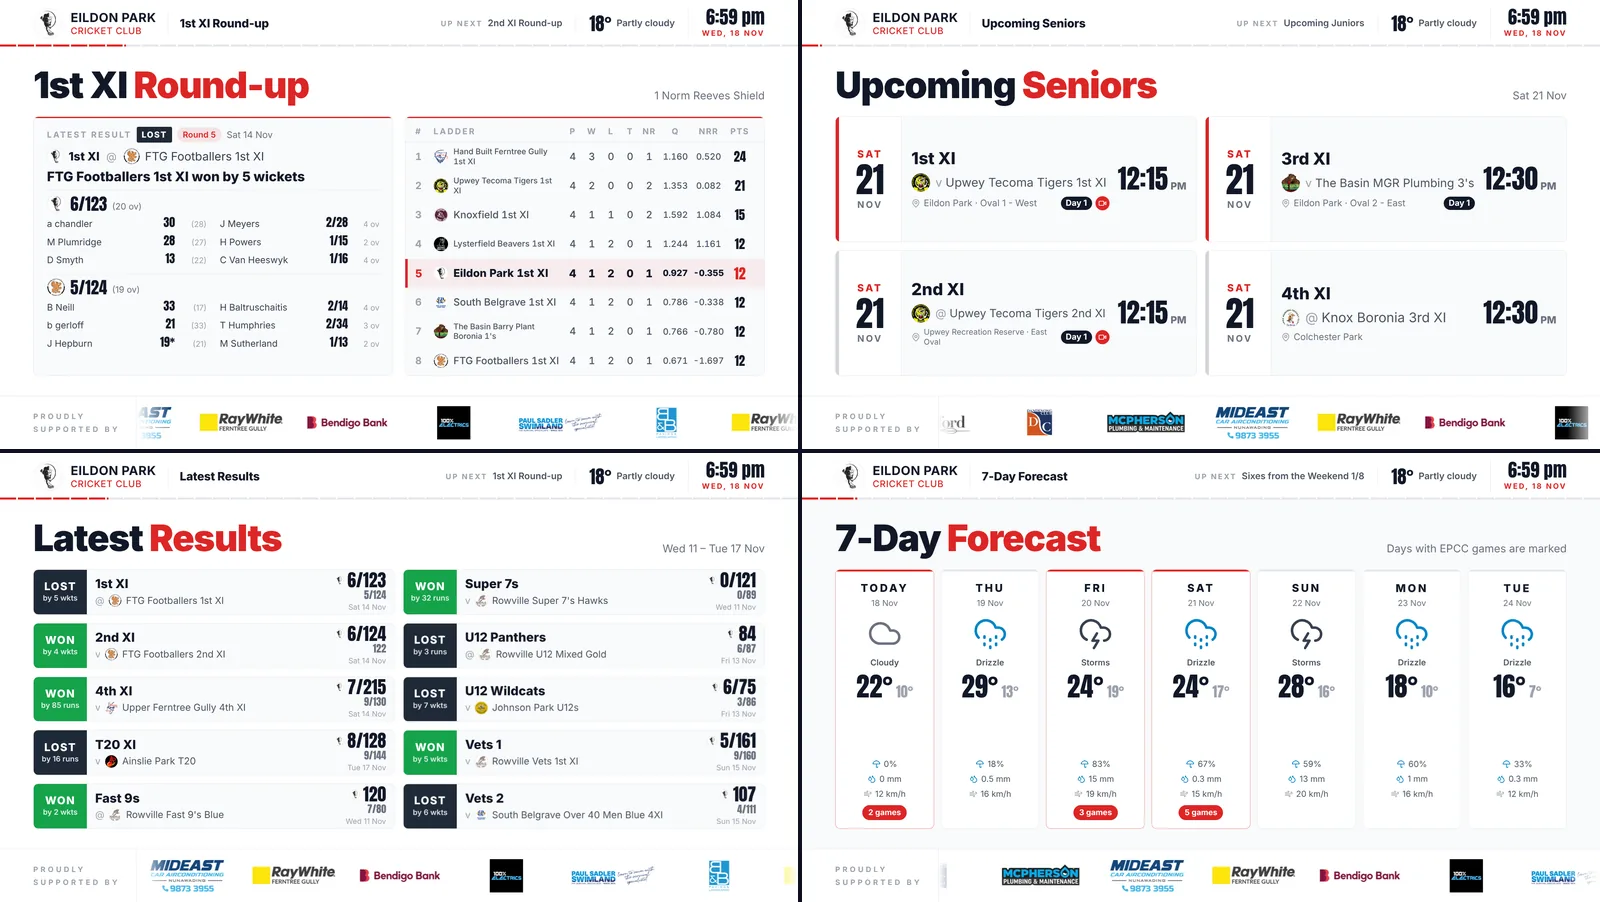 EILDON PARK
CRICKET CLUB
1st XI Round-up
UP NEXT 2nd XI Round-up
18° Partly cloudy
6:59 pm
WED, 18 NOV
1st XI Round-up
1 Norm Reeves Shield
LATEST RESULT LOST Round 5 Sat 14 Nov
1st XI @ FTG Footballers 1st XI
FTG Footballers 1st XI won by 5 wickets
6/123 (20 ov)
a chandler 30 (28) J Meyers 2/28 4 ov
M Plumridge 28 (27) H Powers 1/15 2 ov
D Smyth 13 (22) C Van Heeswyk 1/16 4 ov
5/124 (19 ov)
B Neill 33 (17) H Baltruschaitis 2/14 4 ov
b gerloff 21 (33) T Humphries 2/34 3 ov
J Hepburn 19* (21) M Sutherland 1/13 2 ov
# LADDER P W L T NR Q NRR PTS
1 Hand Built Ferntree Gully 1st XI 4 3 0 0 1 1.160 0.520 24
2 Upwey Tecoma Tigers 1st XI 4 2 0 0 2 1.353 0.082 21
3 Knoxfield 1st XI 4 1 1 0 2 1.592 1.084 15
4 Lysterfield Beavers 1st XI 4 1 2 0 1 1.244 1.161 12
5 Eildon Park 1st XI 4 1 2 0 1 0.927 -0.355 12
6 South Belgrave 1st XI 4 1 2 0 1 0.786 -0.338 12
7 The Basin Barry Plant Boronia 1's 4 1 2 0 1 0.766 -0.780 12
8 FTG Footballers 1st XI 4 1 2 0 1 0.671 -1.697 12
PROUDLY
SUPPORTED BY
AST
ITIONING
3955
RayWhite
FERNTREE GULLY
Bendigo Bank
100%
ELECTRICS
PAUL SADLER
SWIMLAND
RayW
FERNTREE GULL
EILDON PARK
CRICKET CLUB
Upcoming Seniors
UP NEXT Upcoming Juniors
18° Partly cloudy
6:59 pm
WED, 18 NOV
Upcoming Seniors
Sat 21 Nov
SAT
21
NOV
1st XI
v Upwey Tecoma Tigers 1st XI
Eildon Park · Oval 1 - West
Day 1
12:15 PM
SAT
21
NOV
3rd XI
v The Basin MGR Plumbing 3's
Eildon Park · Oval 2 - East
Day 1
12:30 PM
SAT
21
NOV
2nd XI
@ Upwey Tecoma Tigers 2nd XI
Upwey Recreation Reserve · East
Oval
Day 1
12:15 PM
SAT
21
NOV
4th XI
@ Knox Boronia 3rd XI
Colchester Park
12:30 PM
PROUDLY
SUPPORTED BY
ord
MCPHERSON
PLUMBING & MAINTENANCE
MIDEAST
CAR AIRCONDITIONING
NUNAWADING
9873 3955
RayWhite
FERNTREE GULLY
Bendigo Bank
100%
ELECTRICS
EILDON PARK
CRICKET CLUB
Latest Results
UP NEXT 1st XI Round-up
18° Partly cloudy
6:59 pm
WED, 18 NOV
Latest Results
Wed 11 – Tue 17 Nov
LOST
by 5 wkts
1st XI
@ FTG Footballers 1st XI
6/123
5/124
Sat 14 Nov
WON
by 32 runs
Super 7s
v Rowville Super 7's Hawks
0/121
0/89
Wed 11 Nov
WON
by 4 wkts
2nd XI
v FTG Footballers 2nd XI
6/124
122
Sat 14 Nov
LOST
by 3 runs
U12 Panthers
@ Rowville U12 Mixed Gold
84
6/87
Fri 13 Nov
WON
by 85 runs
4th XI
v Upper Ferntree Gully 4th XI
7/215
9/130
Sat 14 Nov
LOST
by 7 wkts
U12 Wildcats
v Johnson Park U12s
6/75
3/86
Fri 13 Nov
LOST
by 16 runs
T20 XI
v Ainslie Park T20
8/128
9/144
Tue 17 Nov
WON
by 5 wkts
Vets 1
v Rowville Vets 1st XI
5/161
9/160
Sun 15 Nov
WON
by 2 wkts
Fast 9s
@ Rowville Fast 9's Blue
120
7/80
Wed 11 Nov
LOST
by 6 wkts
Vets 2
v South Belgrave Over 40 Men Blue 4XI
107
4/111
Sun 15 Nov
PROUDLY
SUPPORTED BY
MIDEAST
CAR AIRCONDITIONING
NUNAWADING
9873 3955
RayWhite
FERNTREE GULLY
Bendigo Bank
100%
ELECTRICS
PAUL SADLER
SWIMLAND
EILDON PARK
CRICKET CLUB
7-Day Forecast
UP NEXT Sixes from the Weekend 1/8
18° Partly cloudy
6:59 pm
WED, 18 NOV
7-Day Forecast
Days with EPCC games are marked
TODAY
18 Nov
Cloudy
22° 10°
0%
0 mm
12 km/h
2 games
THU
19 Nov
Drizzle
29° 13°
18%
0.5 mm
16 km/h
FRI
20 Nov
Storms
24° 19°
83%
15 mm
19 km/h
3 games
SAT
21 Nov
Drizzle
24° 17°
67%
0.3 mm
15 km/h
5 games
SUN
22 Nov
Storms
28° 16°
59%
13 mm
20 km/h
MON
23 Nov
Drizzle
18° 10°
60%
1 mm
16 km/h
TUE
24 Nov
Drizzle
16° 7°
33%
0.3 mm
12 km/h
PROUDLY
SUPPORTED BY
MCPHERSON
PLUMBING & MAINTENANCE
MIDEAST
CAR AIRCONDITIONING
NUNAWADING
9873 3955
RayWhite
FERNTREE GULLY
Bendigo Bank
100%
ELECTRICS
PAUL SADLER
SWIMLAND